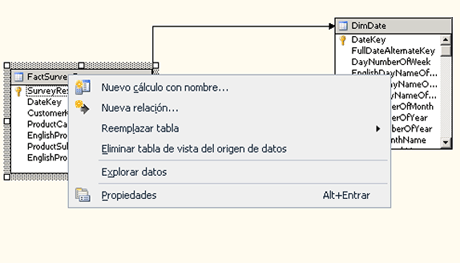 DimDate
DateKey
FullDateAlternateKey
DayNumberOfWeek
EnglishDayNameOf...
DayNameOf...
DayNameOf...
erOfMonth
erOfYear
berOfYear
nthName
FactSurve
SurveyRes
DateKey
CustomerK
ProductCa
EnglishPro
ProductSul
EnglishPro
Nuevo cálculo con nombre...
Nueva relación...
Reemplazar tabla
Eliminar tabla de vista del origen de datos
Explorar datos
Propiedades Alt+Entrar